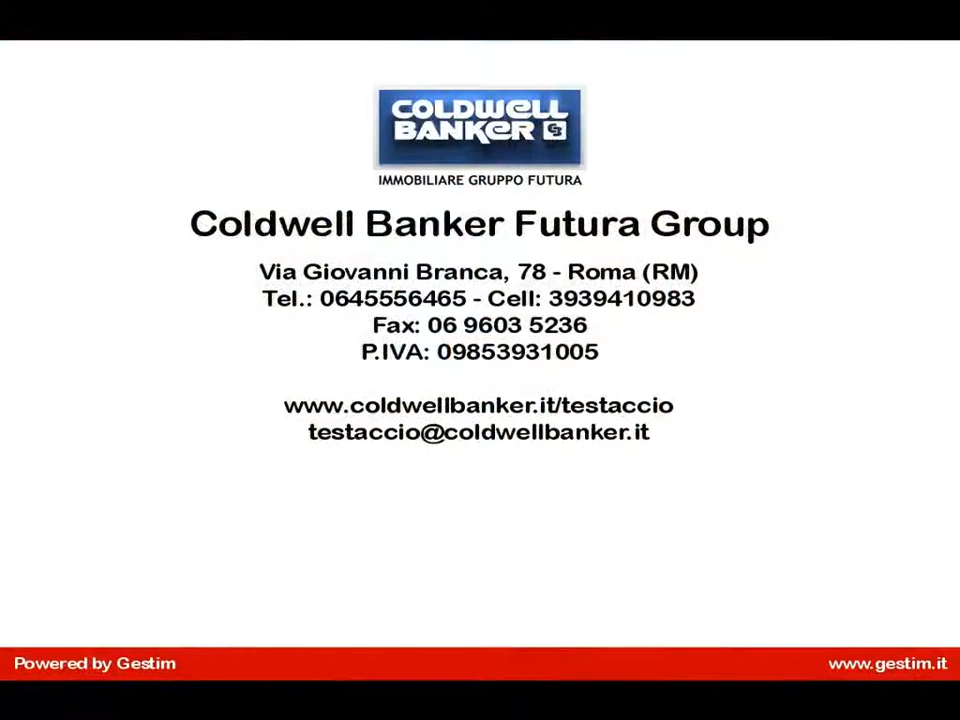 COLDWELL
BANKER CB
IMMOBILIARE GRUPPO FUTURA
Coldwell Banker Futura Group
Via Giovanni Branca, 78 - Roma (RM)
Tel.: 0645556465 - Cell: 3939410983
Fax: 06 9603 5236
P.IVA: 09853931005
www.coldwellbanker.it/testaccio
testaccio@coldwellbanker.it
Powered by Gestim
www.gestim.it